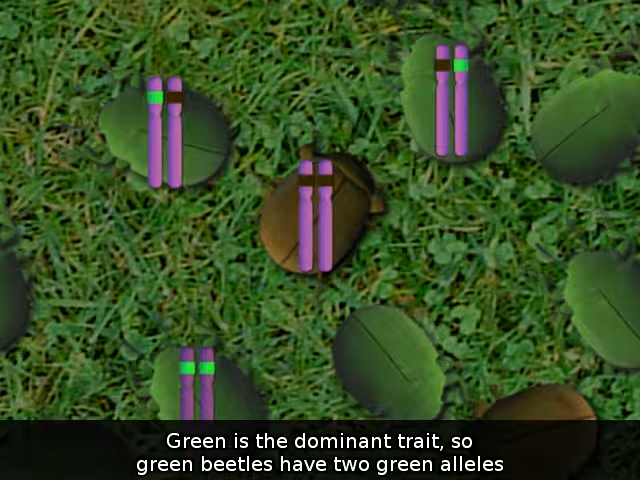 Green is the dominant trait, so
green beetles have two green alleles